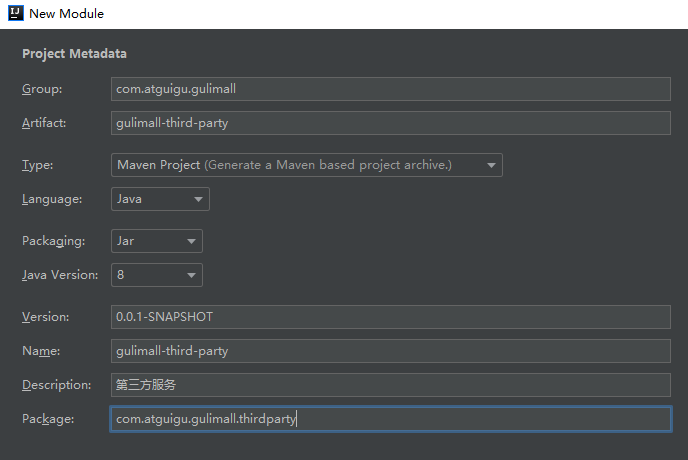 IJ New Module
Project Metadata
Group: com.atguigu.gulimall
Artifact: gulimall-third-party
Type: Maven Project (Generate a Maven based project archive.)
Language: Java
Packaging: Jar
Java Version: 8
Version: 0.0.1-SNAPSHOT
Name: gulimall-third-party
Description: 第三方服务
Package: com.atguigu.gulimall.thirdparty